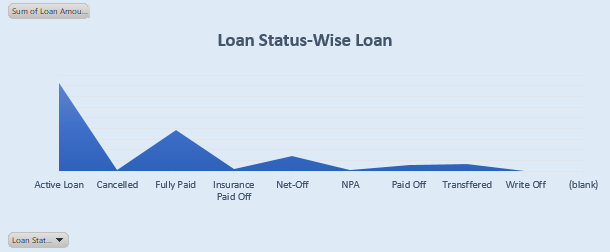 Sum of Loan Amou...
Loan Status-Wise Loan
Active Loan Cancelled Fully Paid Insurance Net-Off NPA Paid Off Transffered Write Off (blank)
Paid Off
Loan Stat...